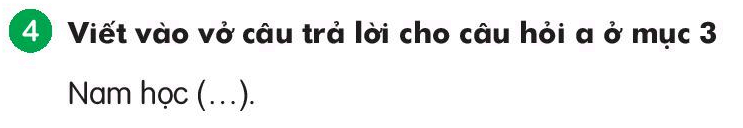 4 Viết vào vở câu trả lời cho câu hỏi a ở mục 3
Nam học (...).